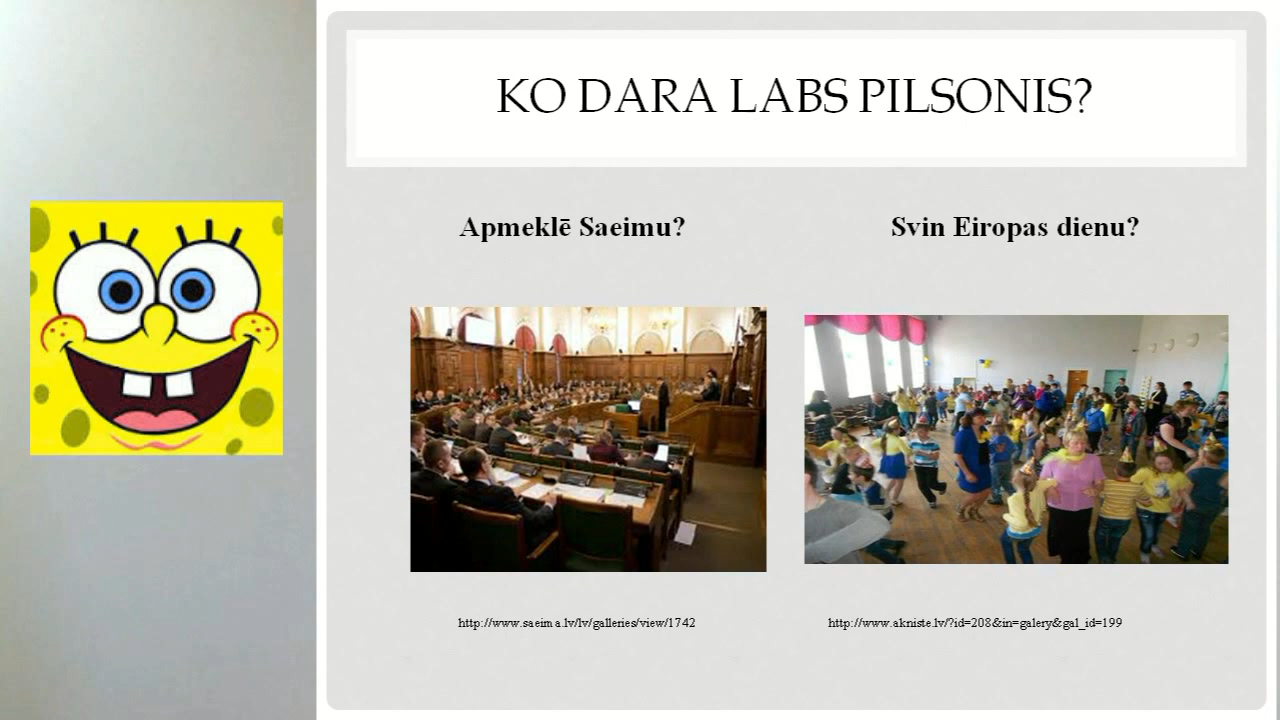 KO DARA LABS PILSONIS?
Apmeklē Saeimu?
Svin Eiropas dienu?
http://www.saeima.lv/lv/galleries/view/1742
http://www.akniste.lv/?id=208&in=galery&gal_id=199